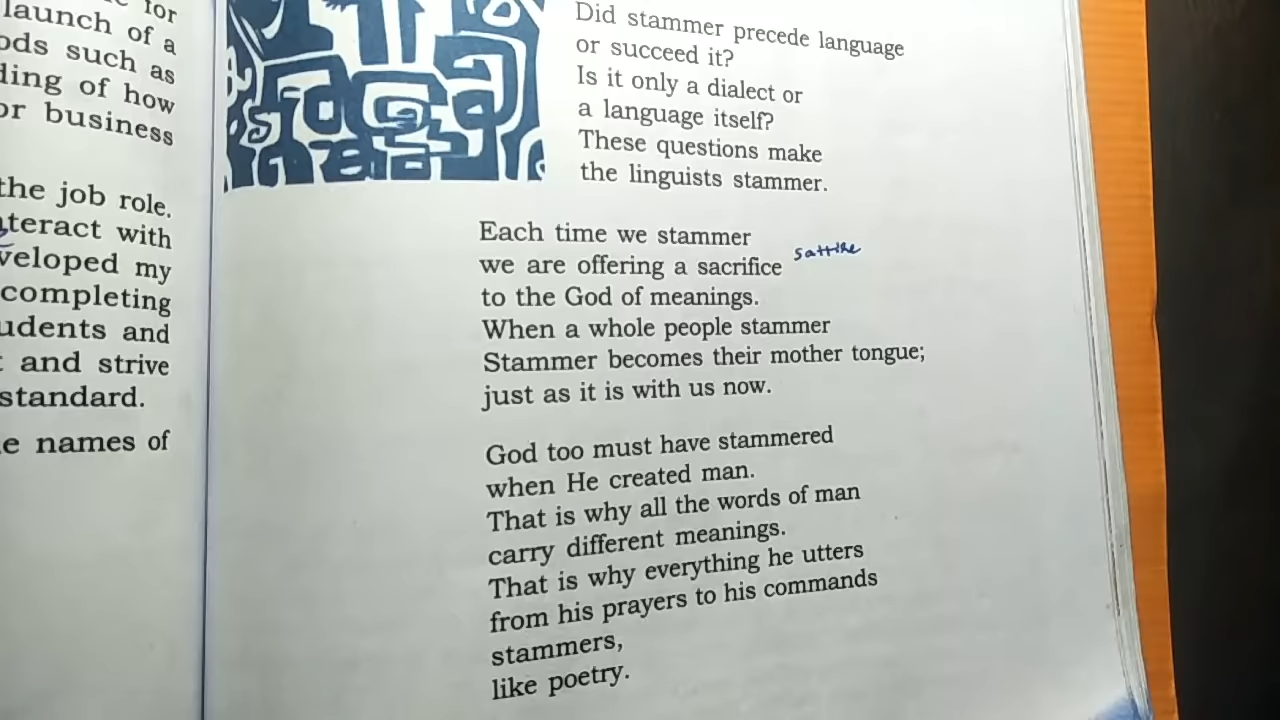 for
launch of a
ods such as
ding of how
or business
the job role.
teract with
veloped my
completing
udents and
and strive
standard.
e names of
Did stammer precede language
or succeed it?
Is it only a dialect or
a language itself?
These questions make
the linguists stammer.
Each time we stammer
we are offering a sacrifice
to the God of meanings.
When a whole people stammer
Stammer becomes their mother tongue;
just as it is with us now.
God too must have stammered
when He created man.
That is why all the words of man
carry different meanings.
That is why everything he utters
from his prayers to his commands
stammers,
like poetry.